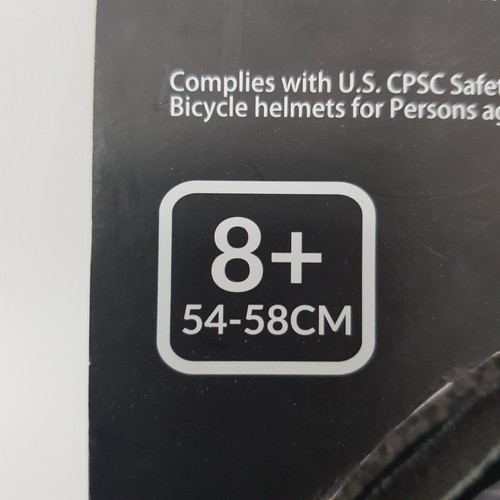 Complies with U.S. CPSC
Bicycle helmets for Persons
8+
54-58CM